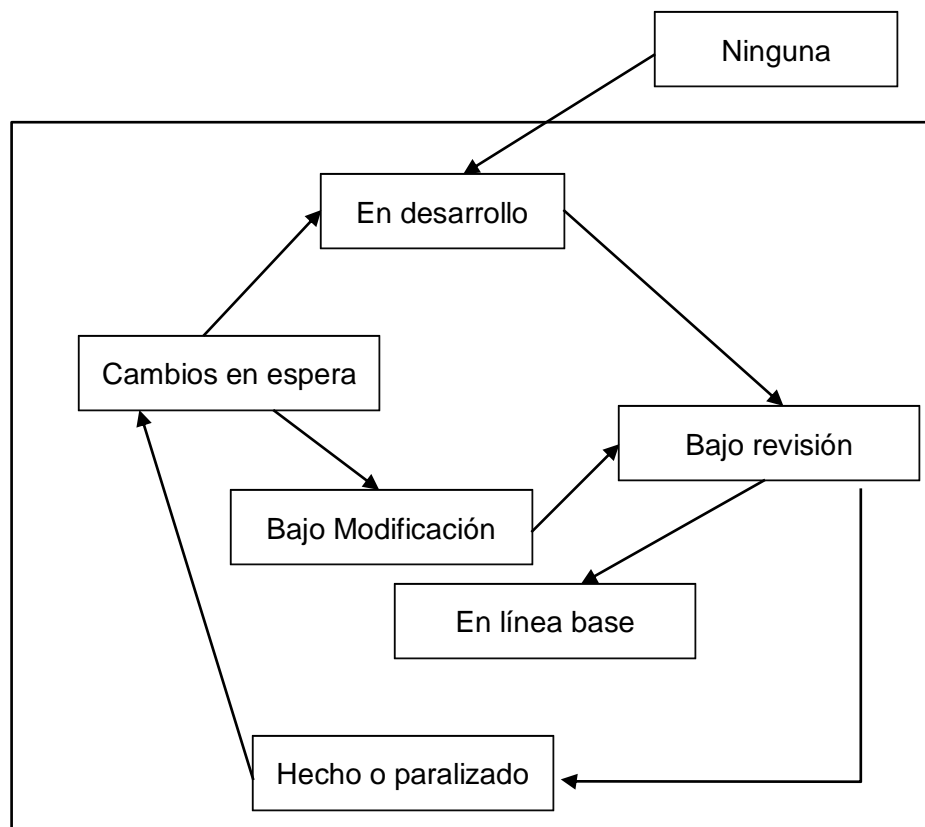 Ninguna
En desarrollo
Cambios en espera
Bajo revisión
Bajo Modificación
En línea base
Hecho o paralizado